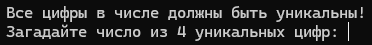 Все цифры в числе должны быть уникальны!
Загадайте число из 4 уникальных цифр: